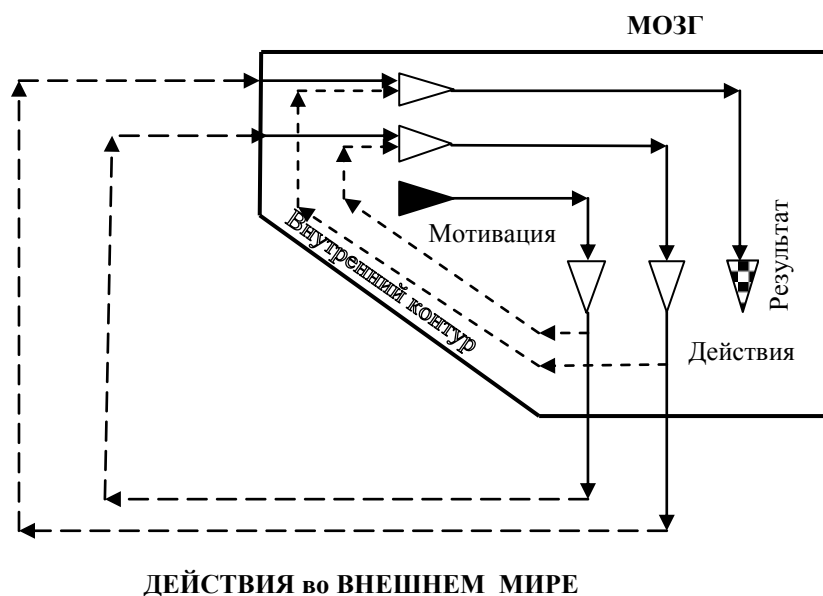 МОЗГ
Мотивация
Внутренний контур
Результат
Действия
ДЕЙСТВИЯ во ВНЕШНЕМ МИРЕ